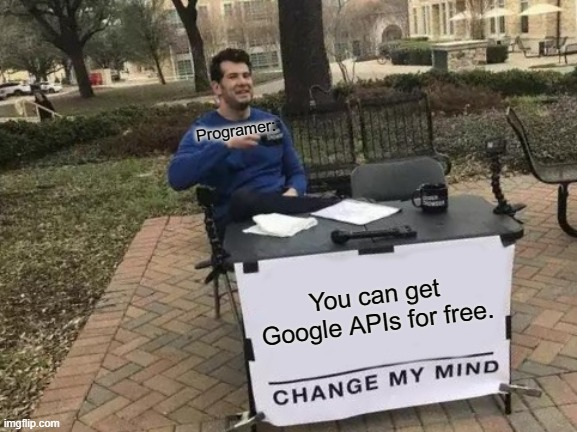 Programer:
You can get
Google APIs for free.
CHANGE MY MIND
imgflip.com